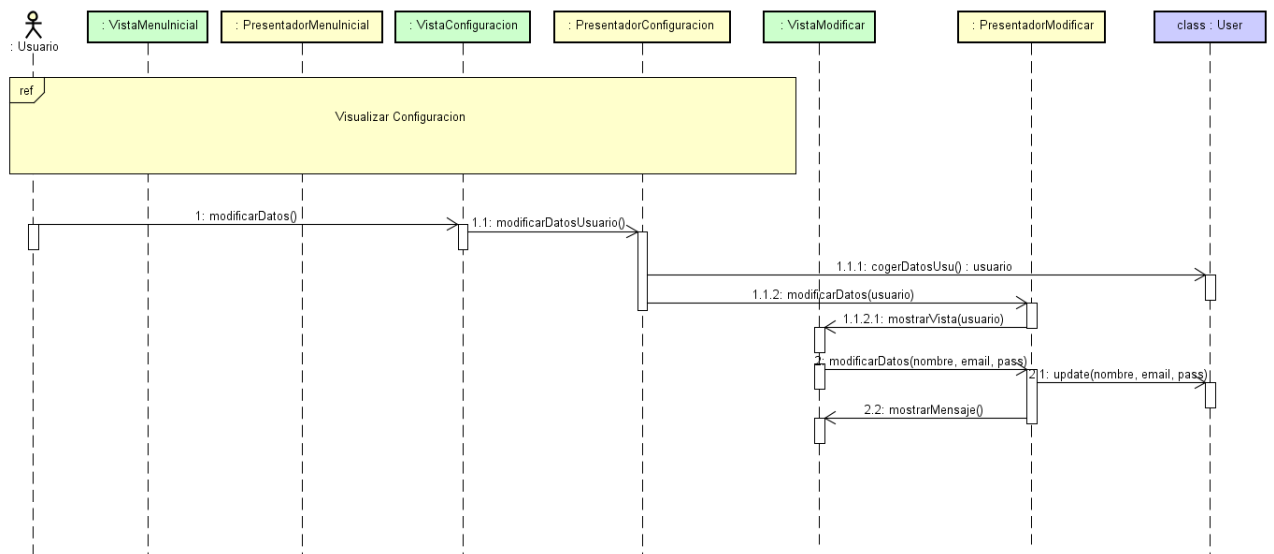 : Usuario
: VistaMenuInicial
: PresentadorMenuInicial
: VistaConfiguracion
: PresentadorConfiguracion
: VistaModificar
: PresentadorModificar
class : User
ref
Visualizar Configuracion
1: modificarDatos()
1.1: modificarDatosUsuario()
1.1.1: cogerDatosUsu() : usuario
1.1.2: modificarDatos(usuario)
1.1.2.1: mostrarVista(usuario)
2: modificarDatos(nombre, email, pass)
2.1: update(nombre, email, pass)
2.2: mostrarMensaje()